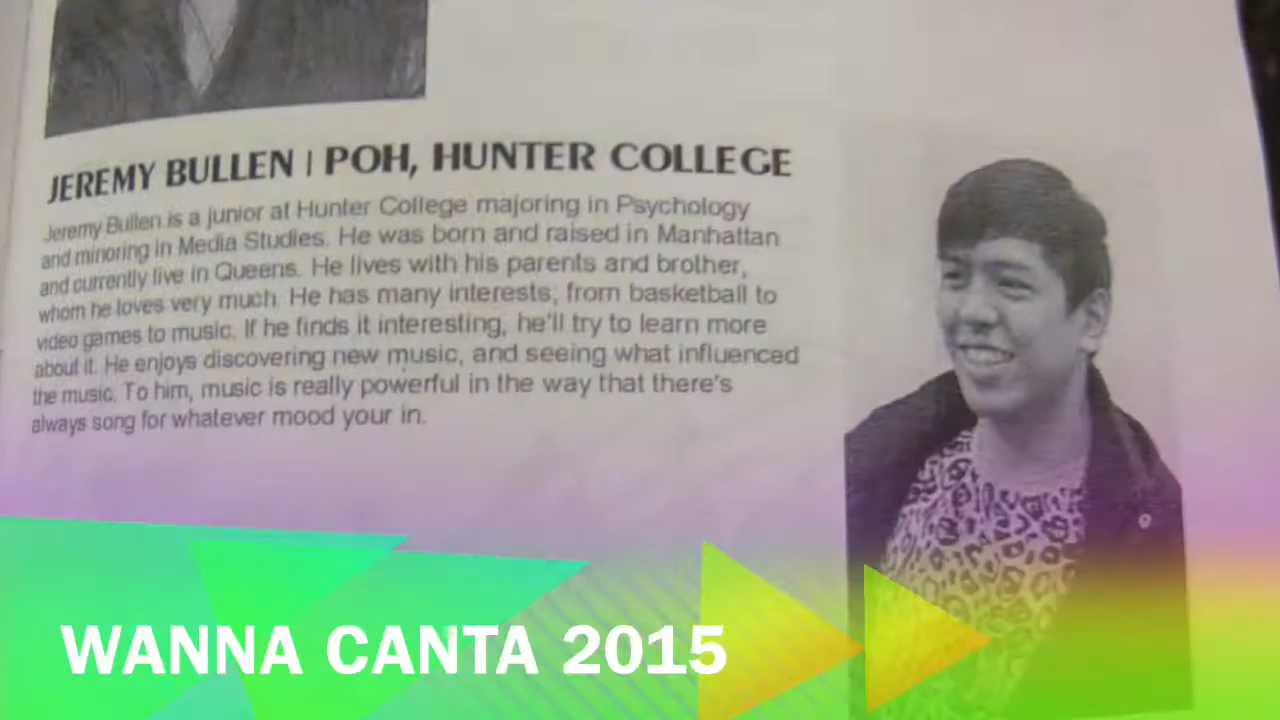 JEREMY BULLEN | POH, HUNTER COLLEGE
Jeremy Bullen is a junior at Hunter College majoring in Psychology
and minoring in Media Studies. He was born and raised in Manhattan
and currently live in Queens. He lives with his parents and brother,
whom he loves very much. He has many interests; from basketball to
video games to music. If he finds it interesting, he'll try to learn more
about it. He enjoys discovering new music, and seeing what influenced
the music. To him, music is really powerful in the way that there's
always song for whatever mood your in.
WANNA CANTA 2015